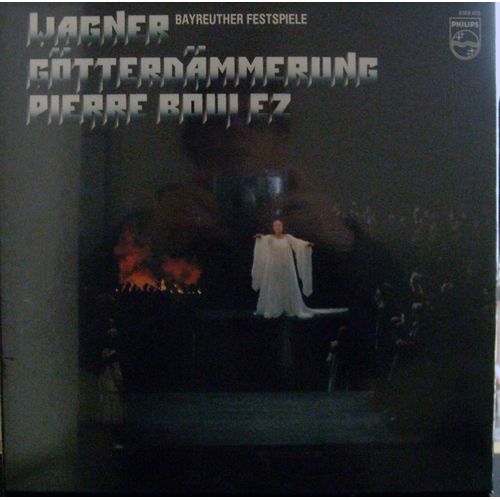 WAGNER BAYREUTHER FESTSPIELE
GÖTTERDÄMMERUNG
PIERRE BOULEZ
PHILIPS